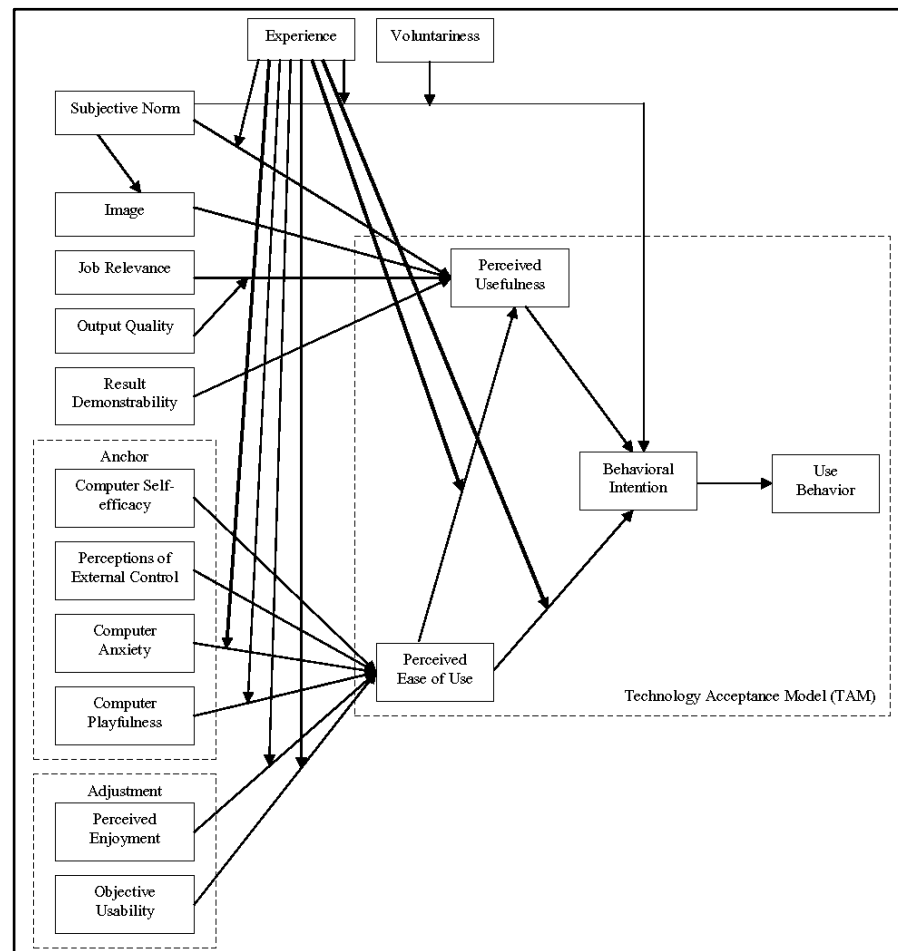 Experience
Voluntariness
Subjective Norm
Image
Job Relevance
Output Quality
Result
Demonstrability
Perceived
Usefulness
Anchor
Computer Self-
efficacy
Perceptions of
External Control
Computer
Anxiety
Computer
Playfulness
Behavioral
Intention
Use
Behavior
Perceived
Ease of Use
Technology Acceptance Model (TAM)
Adjustment
Perceived
Enjoyment
Objective
Usability